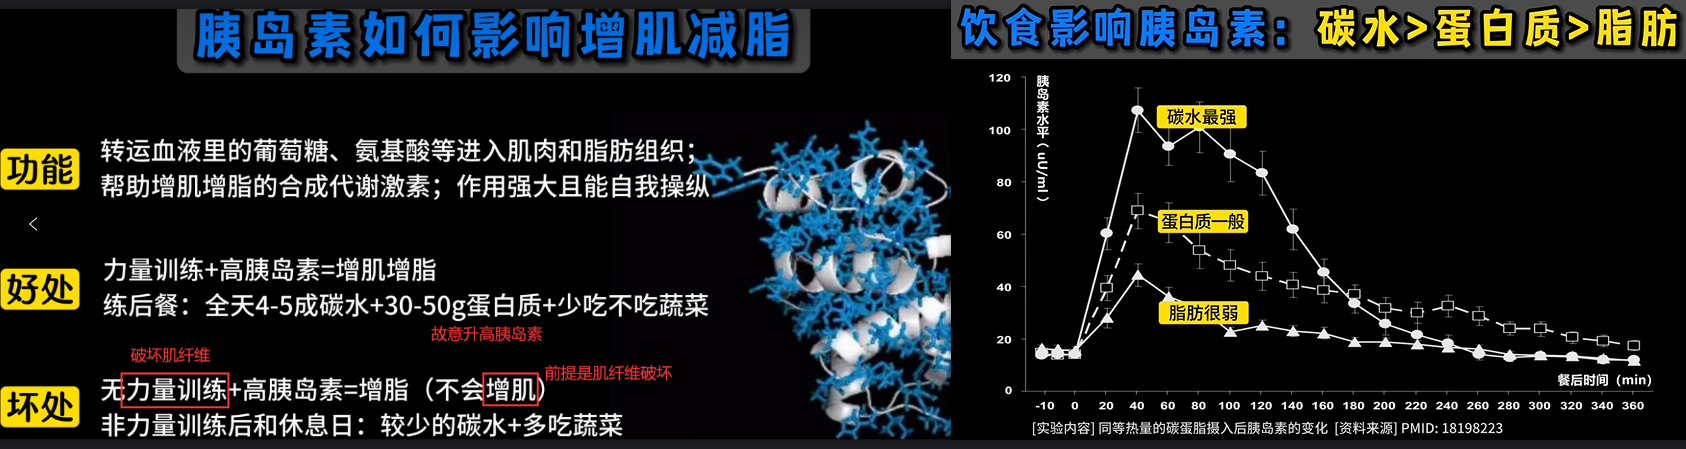 胰岛素如何影响增肌减脂
功能
转运血液里的葡萄糖、氨基酸等进入肌肉和脂肪组织；
帮助增肌增脂的合成代谢激素；作用强大且能自我操纵
好处
力量训练+高胰岛素=增肌增脂
练后餐：全天4-5成碳水+30-50g蛋白质+少吃不吃蔬菜
故意升高胰岛素
破坏肌纤维
前提是肌纤维破坏
坏处
无力量训练+高胰岛素=增脂（不会增肌）
非力量训练后和休息日：较少的碳水+多吃蔬菜
饮食影响胰岛素：碳水>蛋白质>脂肪
胰岛素水平（uU/ml）
120
100
80
60
40
20
0
碳水最强
蛋白质一般
脂肪很弱
餐后时间（min）
-10 0 20 40 60 80 100 120 140 160 180 200 220 240 260 280 300 320 340 360
[实验内容] 同等热量的碳蛋脂摄入后胰岛素的变化 [资料来源] PMID: 18198223